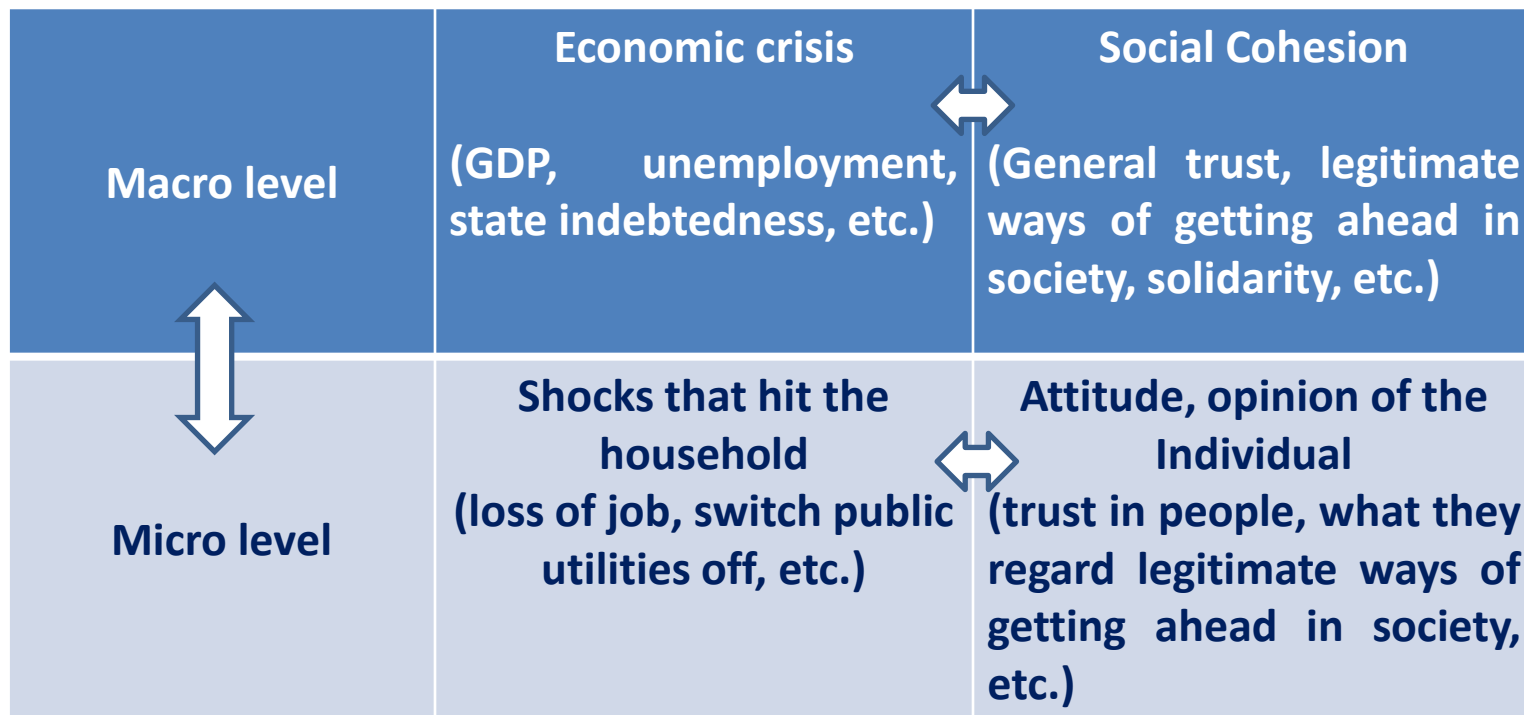 Economic crisis
(GDP, unemployment,
state indebtedness, etc.)
Social Cohesion
(General trust, legitimate
ways of getting ahead in
society, solidarity, etc.)
Macro level
Shocks that hit the
household
(loss of job, switch public
utilities off, etc.)
Attitude, opinion of the
Individual
(trust in people, what they
regard legitimate ways of
getting ahead in society,
etc.)
Micro level